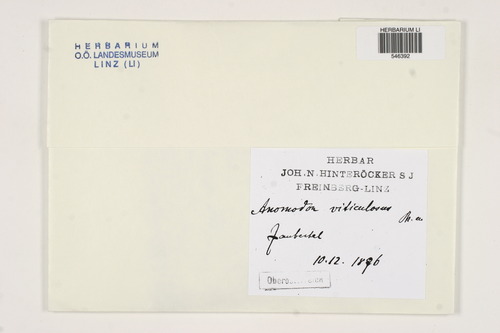 HERBARIUM
O.Ö. LANDESMUSEUM
LINZ (LI)
HERBARIUM LI
546392
HERBAR
JOH. N. HINTERÖCKER S J
FREINBERG-LINZ
Anomodon viticulosus
10.12. 1896